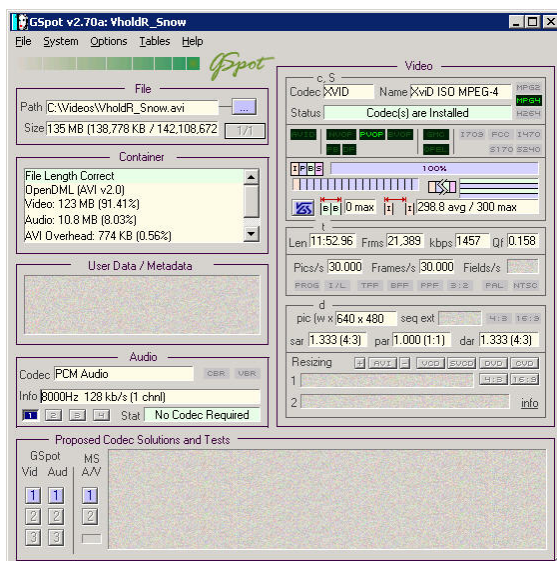 GSpot v2.70a: VholdR_Snow
File System Options Tables Help
GSpot
File
Path C:\Videos\VholdR_Snow.avi ...
Size 135 MB (138,778 KB / 142,108,672 1/1
Container
File Length Correct
OpenDML (AVI v2.0)
Video: 123 MB (91.41%)
Audio: 10.8 MB (8.03%)
AVI Overhead: 774 KB (0.56%)
User Data / Metadata
Audio
Codec PCM Audio CBR VBR
Info 8000Hz 128 kb/s (1 chnl)
1 2 3 4 Stat No Codec Required
Video
c, S
Codec XVID Name XviD ISO MPEG-4 MPG2
MPG4
Status Codec(s) are Installed H264
XVID NVOP PVOP BVOP GMC I709 FCC I470
QPEL S170 S240
I P B S 100%
B B 0 max I I 298.8 avg / 300 max
t
Len 11:52.96 Frms 21,389 kbps 1457 Qf 0.158
Pics/s 30.000 Frames/s 30.000 Fields/s
PROG I/L TFF BFF PPF 3:2 PAL NTSC
d
pic (w x 640 x 480 seq ext 4:3 16:9
sar 1.333 (4:3) par 1.000 (1:1) dar 1.333 (4:3)
Resizing + AVI - VCD SVCD DVD CVD
1 4:3 16:9
2 info
Proposed Codec Solutions and Tests
GSpot MS
Vid Aud A/V
1 1 1
2 2 2
3 3